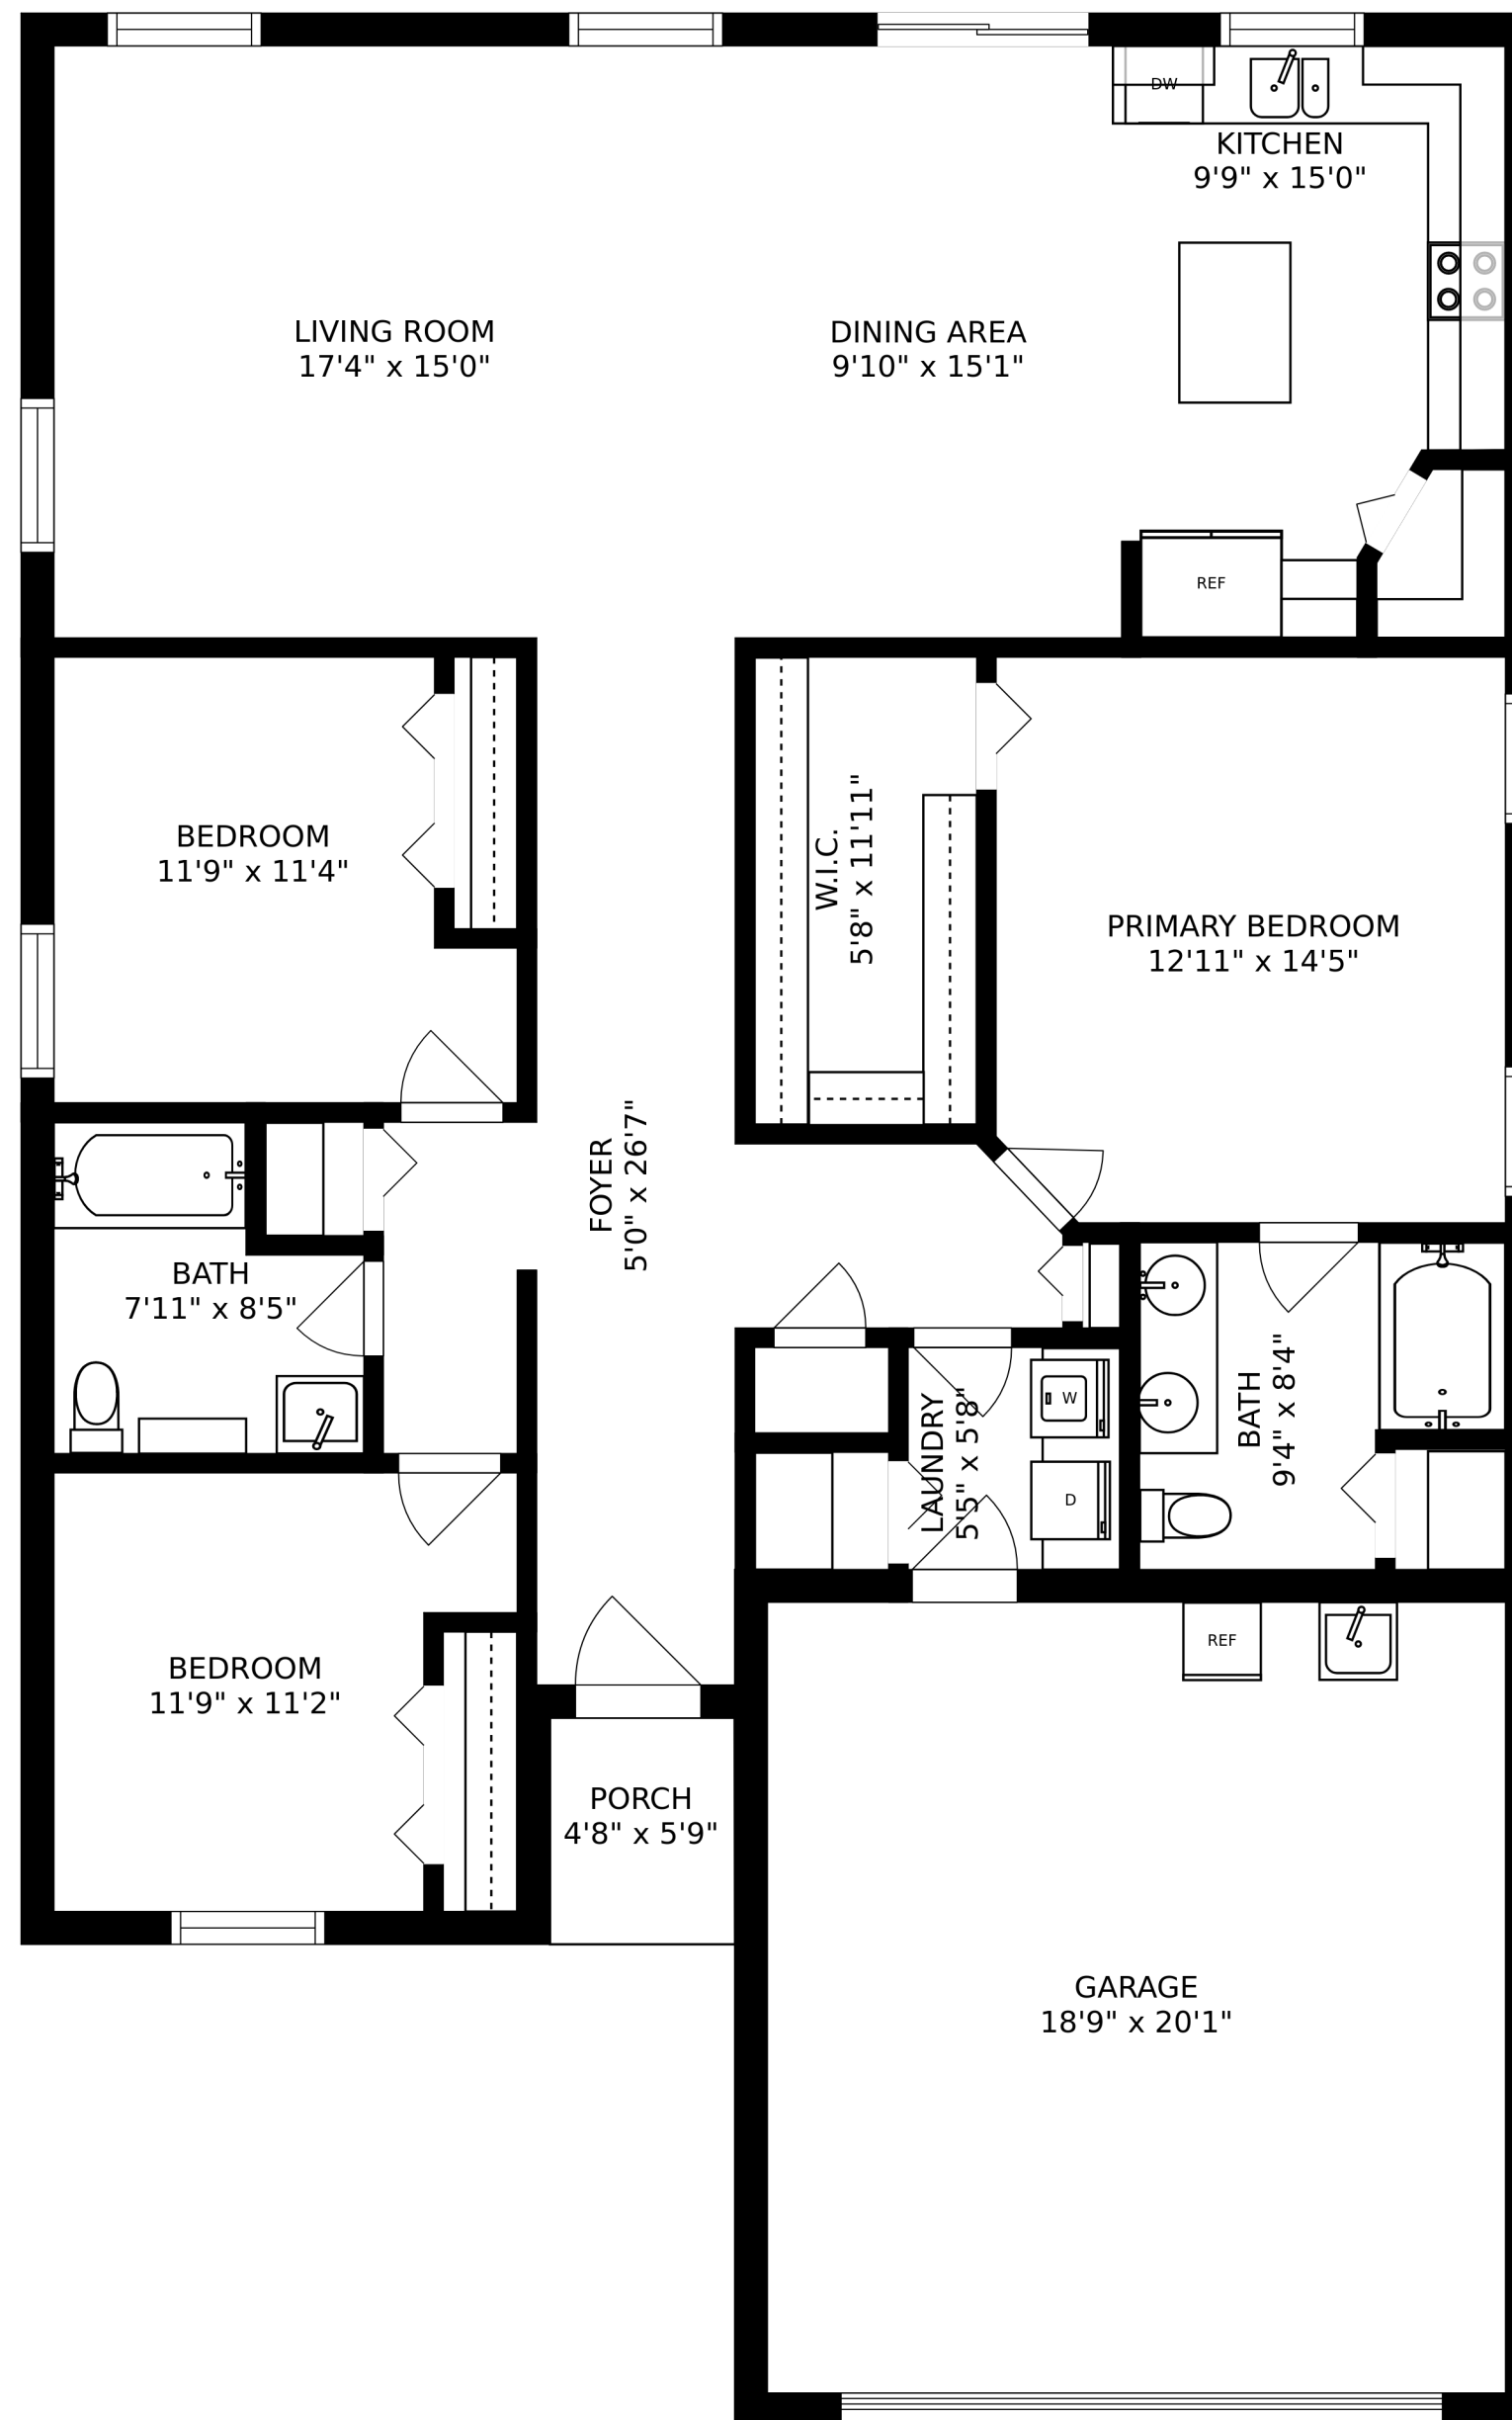 DW
KITCHEN
9'9" x 15'0"
LIVING ROOM
17'4" x 15'0"
DINING AREA
9'10" x 15'1"
REF
BEDROOM
11'9" x 11'4"
W.I.C.
5'8" x 11'11"
PRIMARY BEDROOM
12'11" x 14'5"
FOYER
5'0" x 26'7"
BATH
7'11" x 8'5"
LAUNDRY
5'5" x 5'8"
W
D
BATH
9'4" x 8'4"
BEDROOM
11'9" x 11'2"
REF
PORCH
4'8" x 5'9"
GARAGE
18'9" x 20'1"